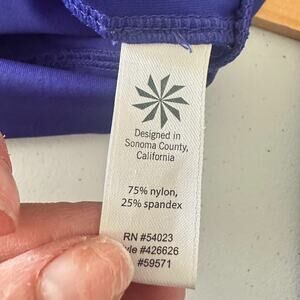 Designed in
Sonoma County,
California
75% nylon,
25% spandex
RN #54023
#426626
#59571